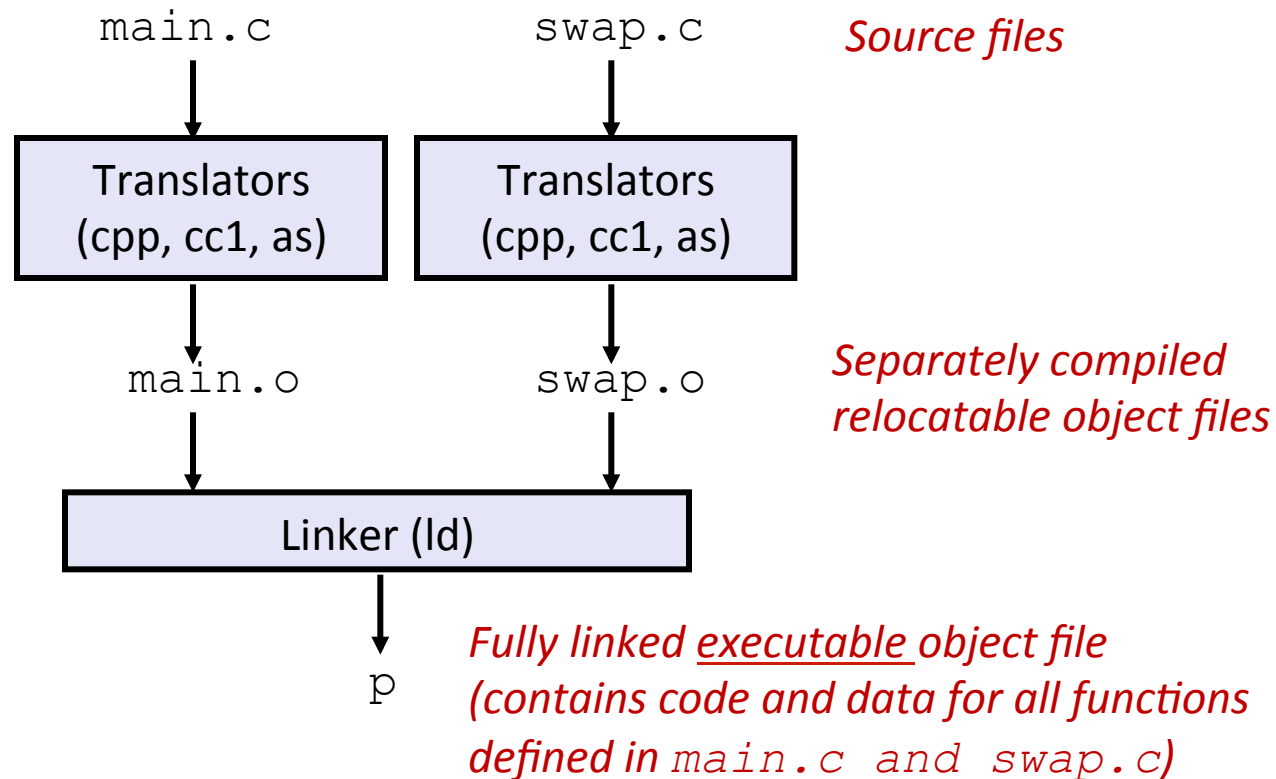 main.c
swap.c
Source files
Translators
(cpp, cc1, as)
Translators
(cpp, cc1, as)
main.o
swap.o
Separately compiled
relocatable object files
Linker (ld)
p
Fully linked executable object file
(contains code and data for all functions
defined in main.c and swap.c)